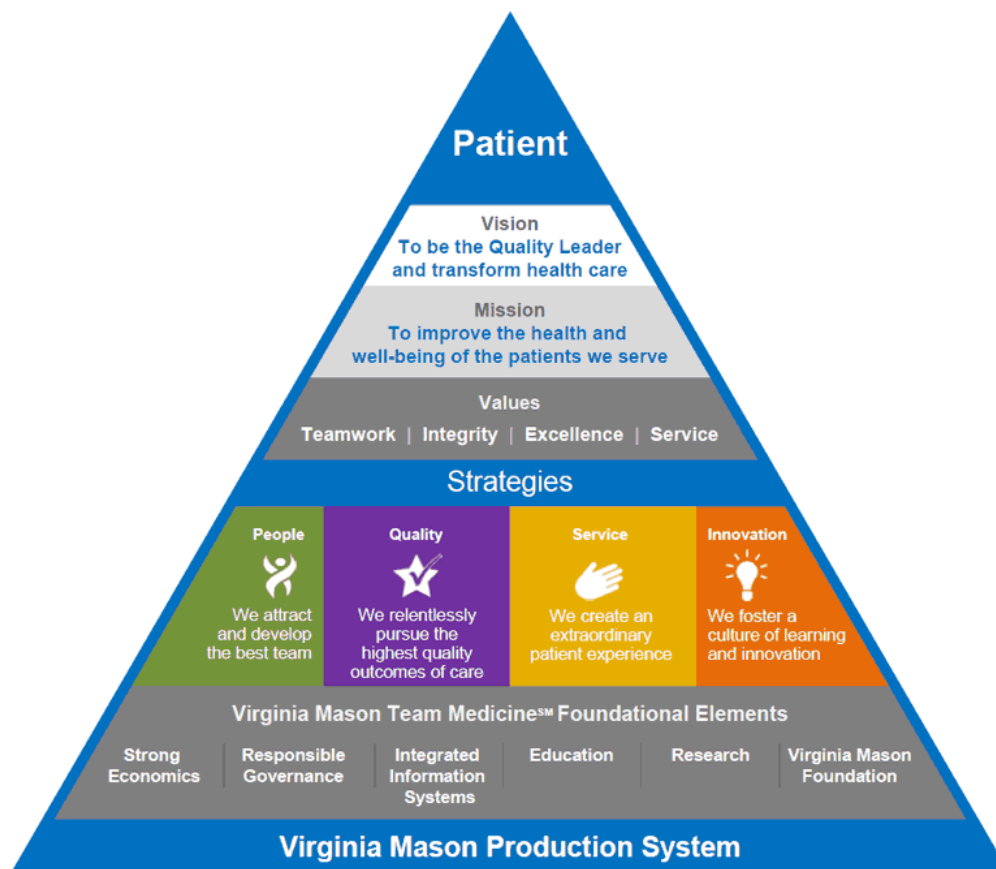 Patient
Vision
To be the Quality Leader
and transform health care
Mission
To improve the health and
well-being of the patients we serve
Values
Teamwork | Integrity | Excellence | Service
Strategies
People
We attract
and develop
the best team
Quality
We relentlessly
pursue the
highest quality
outcomes of care
Service
We create an
extraordinary
patient experience
Innovation
We foster a
culture of learning
and innovation
Virginia Mason Team Medicine℠ Foundational Elements
Strong
Economics
Responsible
Governance
Integrated
Information
Systems
Education
Research
Virginia Mason
Foundation
Virginia Mason Production System